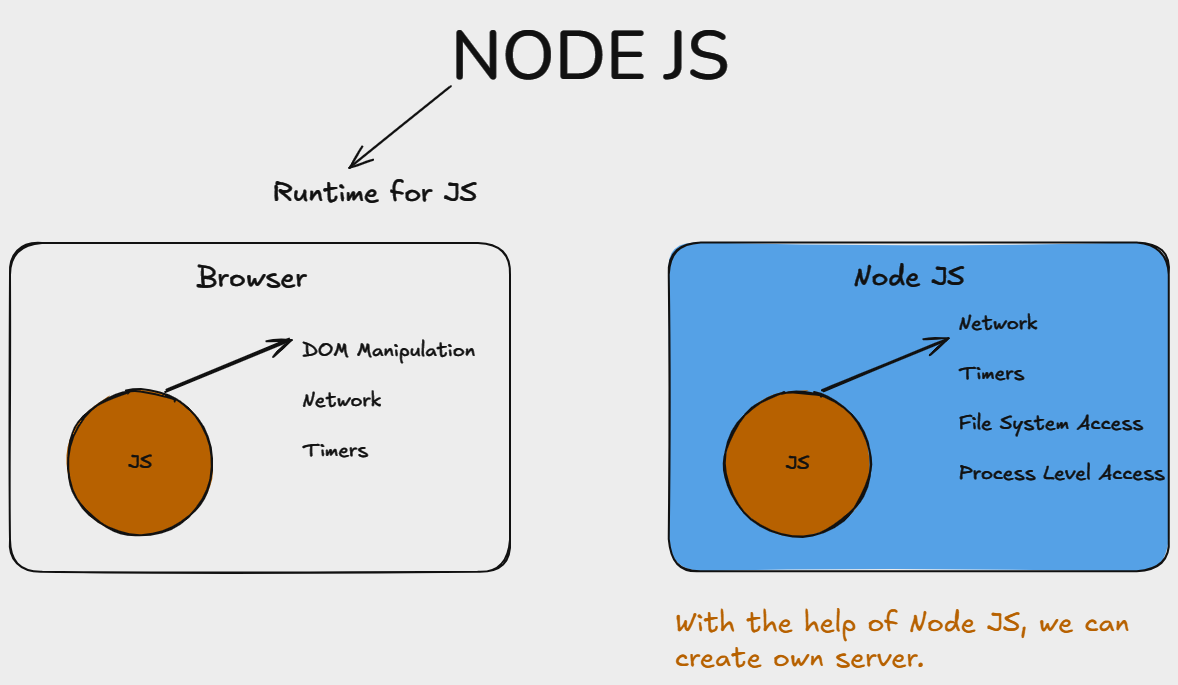 NODE JS
Runtime for JS
Browser
DOM Manipulation
Network
Timers
JS
Node JS
Network
Timers
File System Access
Process Level Access
JS
With the help of Node JS, we can
create own server.